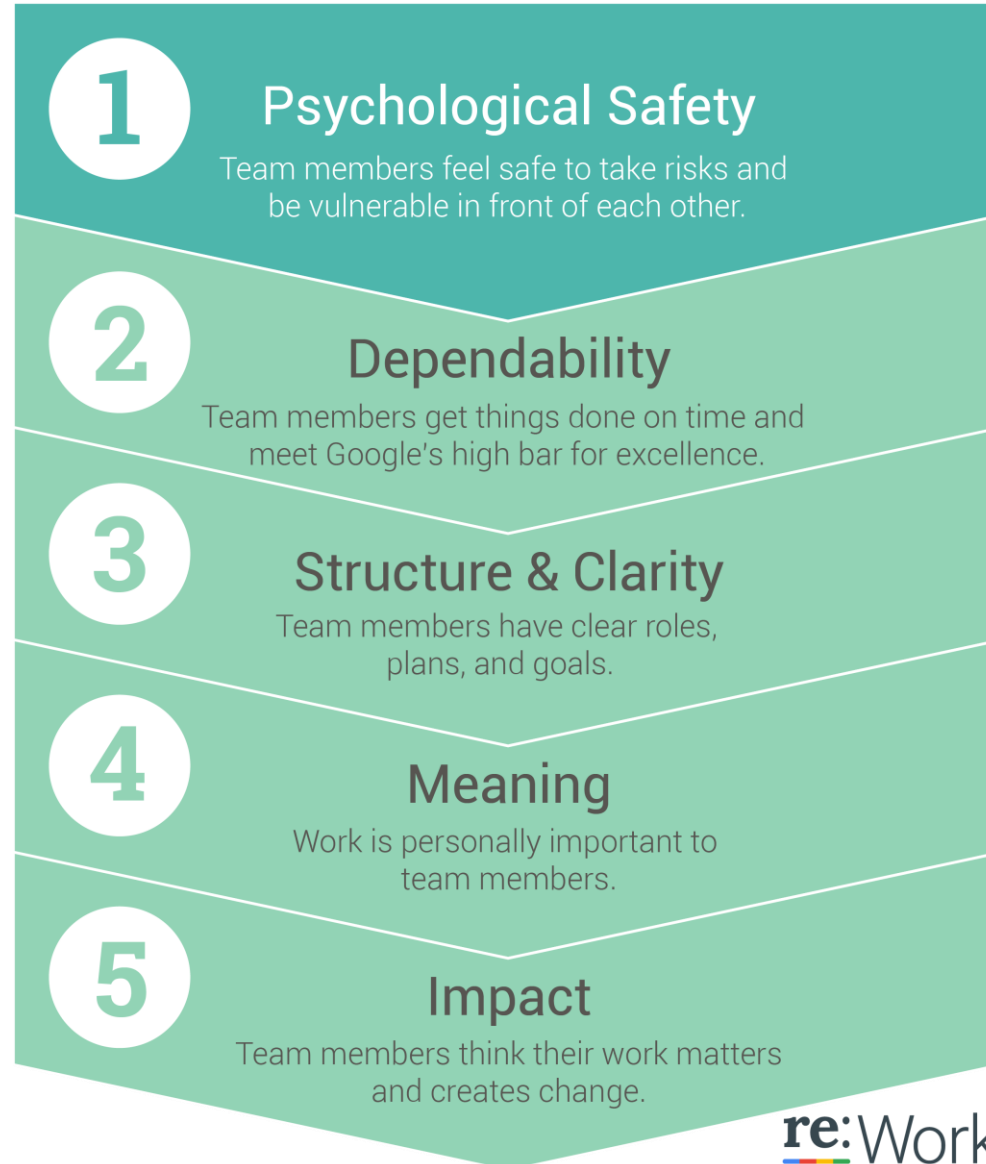 1
Psychological Safety
Team members feel safe to take risks and
be vulnerable in front of each other.
2
Dependability
Team members get things done on time and
meet Google's high bar for excellence.
3
Structure & Clarity
Team members have clear roles,
plans, and goals.
4
Meaning
Work is personally important to
team members.
5
Impact
Team members think their work matters
and creates change.
re:Work